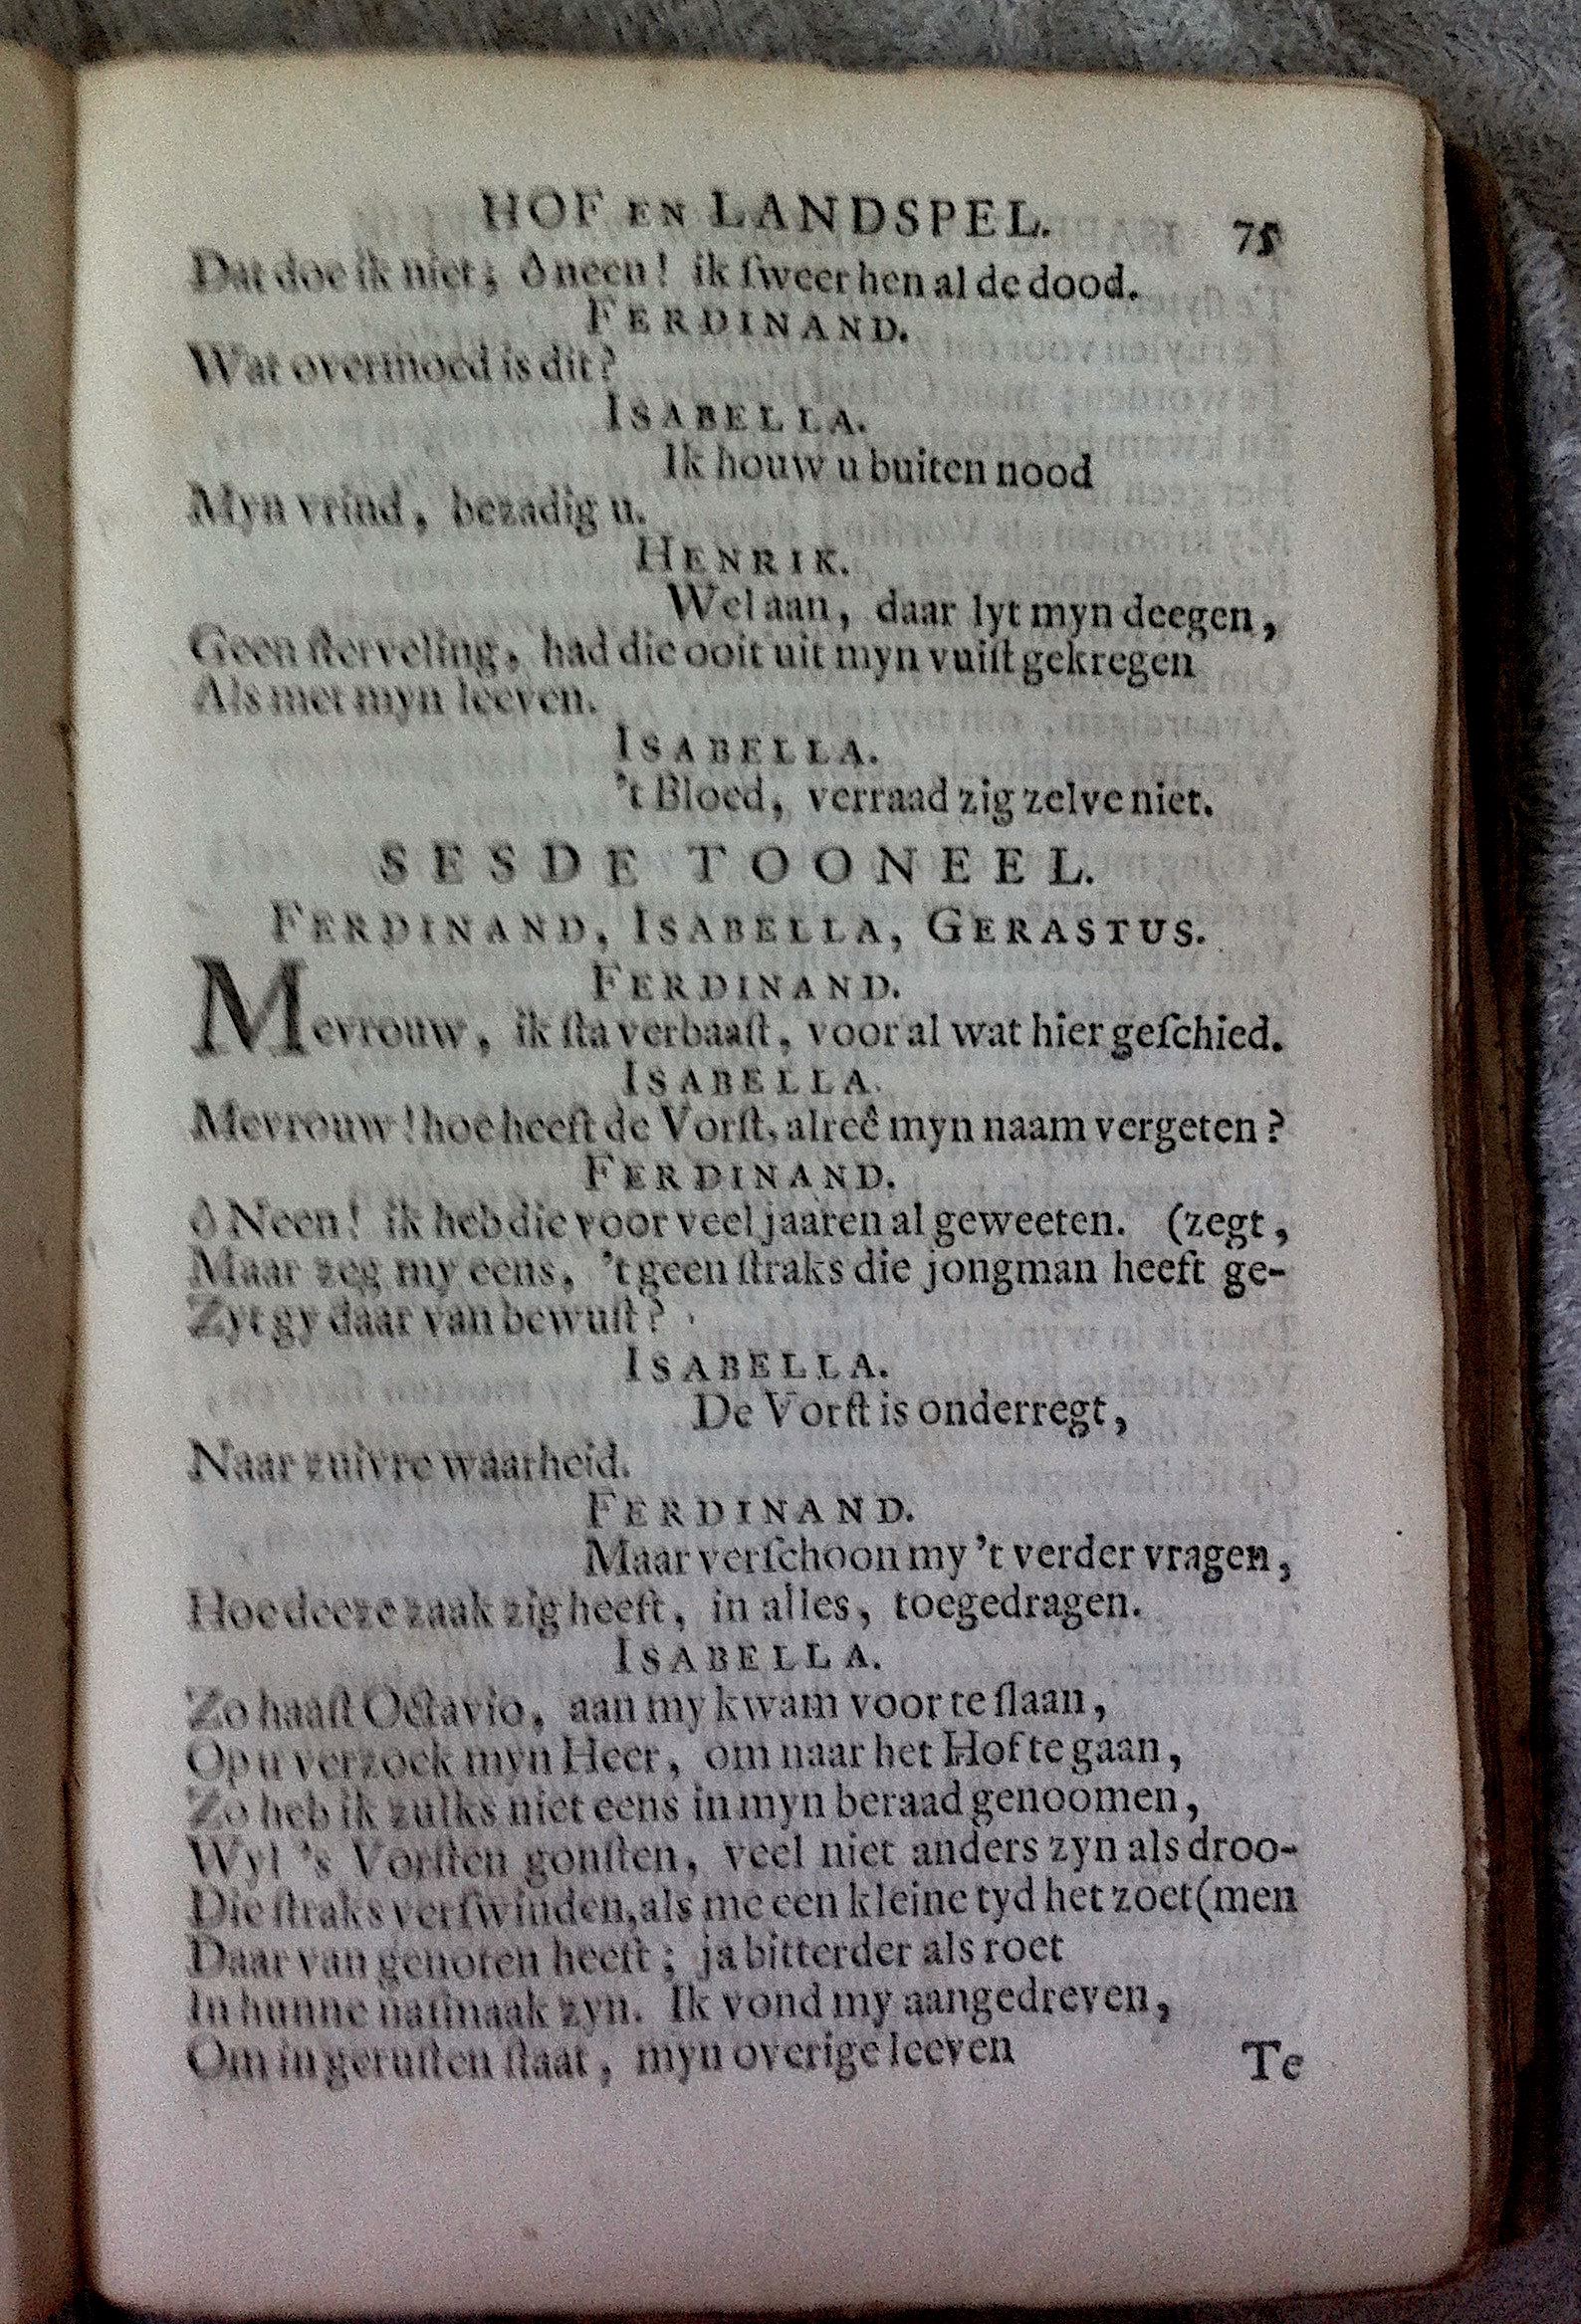 HOF EN LANDSPEL. 75
Dat doe ik niet; ô neen! ik ſweer hen al de dood.
FERDINAND.
Wat overmoed is dit?
ISABELLA.
Ik houw u buiten nood
Myn vrind, bezadig u.
HENRIK.
Wel aan, daar lyt myn deegen,
Geen ſterveling, had die ooit uit myn vuiſt gekregen
Als met myn leeven.
ISABELLA.
't Bloed, verraad zig zelve niet.
SESDE TOONEEL.
FERDINAND, ISABELLA, GERASTUS.
FERDINAND.
Mevrouw, ik ſta verbaaſt, voor al wat hier geſchied.
ISABELLA.
Mevrouw! hoe heeft de Vorſt, alreê myn naam vergeten?
FERDINAND.
ô Neen! ik heb die voor veel jaaren al geweeten. (zegt,
Maar zeg my eens, 't geen ſtraks die jongman heeft ge-
Zyt gy daar van bewuſt?
ISABELLA.
De Vorſt is onderregt,
Naar zuivre waarheid.
FERDINAND.
Maar verſchoon my 't verder vragen,
Hoe deeze zaak zig heeft, in alles, toegedragen.
ISABELLA.
Zo haaſt Octavio, aan my kwam voor te ſlaan,
Op u verzoek myn Heer, om naar het Hof te gaan,
Zo heb ik zulks niet eens in myn beraad genoomen,
Wyl 's Vorſten gonſten, veel niet anders zyn als droo-
Die ſtraks verſwinden, als me een kleine tyd het zoet (men
Daar van genoten heeft; ja bitterder als roet
In hunne naſmaak zyn. Ik vond my aangedreven,
Om in geruſten ſtaat, myn overige leeven
Te